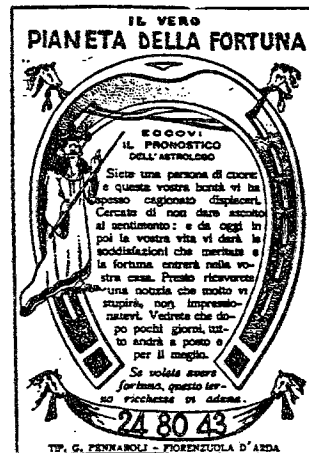 IL VERO
PIANETA DELLA FORTUNA
ECCOVI
IL PRONOSTICO
DELL'ASTROLOGO
Siete una persona di cuore
e questa vostra bontà vi ha
spesso cagionato dispiaceri.
Cercate di non dare ascolto
al sentimento: e da oggi in
poi la vostra vita vi darà le
soddisfazioni che meritate e
la fortuna entrerà nella vo-
stra casa. Presto riceverete
una notizia che molto vi
stupirà, non impressio-
natevi. Vedrete che do-
po pochi giorni, tut-
to andrà a posto e
per il meglio.
Se volete avere
fortuna, questo ter-
no ricchezze vi aduna.
24 80 43
TIP. G. PENNAROLI - FIORENZUOLA D'ARDA